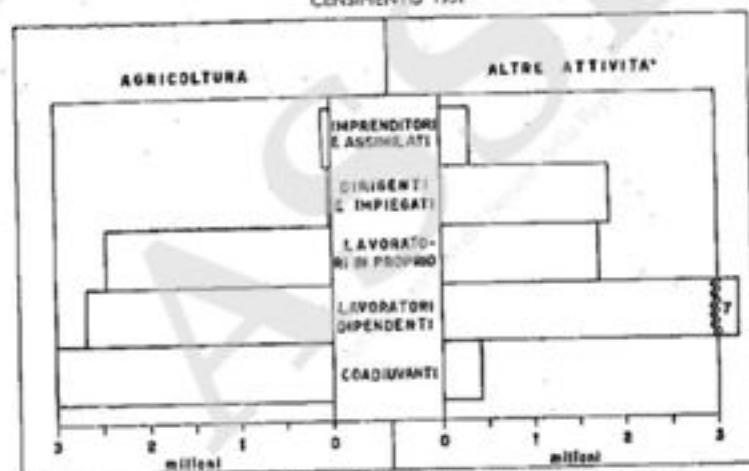 CENSIMENTO
AGRICOLTURA
ALTRE ATTIVITA'
IMPRENDITORI
E ASSIMILATI
DIRIGENTI
E IMPIEGATI
LAVORATO-
RI IN PROPRIO
LAVORATORI
DIPENDENTI
7
COADIUVANTI
3 2 1 0 0 1 2 3
milioni milioni